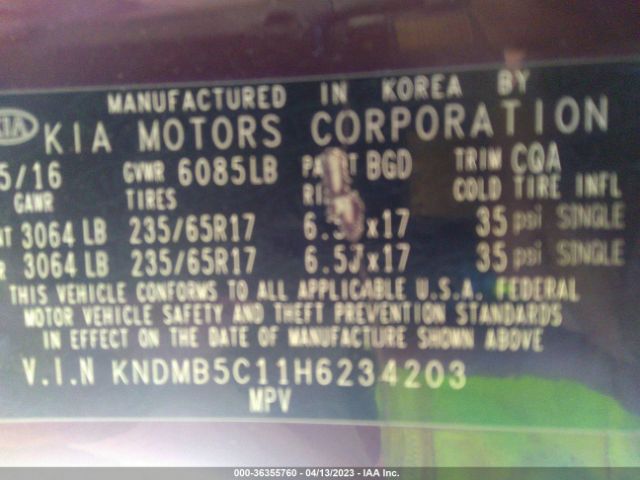 MANUFACTURED IN KOREA BY
KIA KIA MOTORS CORPORATION
5/16 GVWR 6085LB BGD TRIM CQA
GAWR TIRES COLD TIRE INFL
3064 LB 235/65R17 x17 35 psi SINGLE
3064 LB 235/65R17 6.5Jx17 35 psi SINGLE
THIS VEHICLE CONFORMS TO ALL APPLICABLE U.S.A. FEDERAL
MOTOR VEHICLE SAFETY AND THEFT PREVENTION STANDARDS
IN EFFECT ON THE DATE OF MANUFACTURE SHOWN ABOVE
V.I.N KNDMB5C11H6234203
MPV
000-36355760 - 04/13/2023 - IAA Inc.